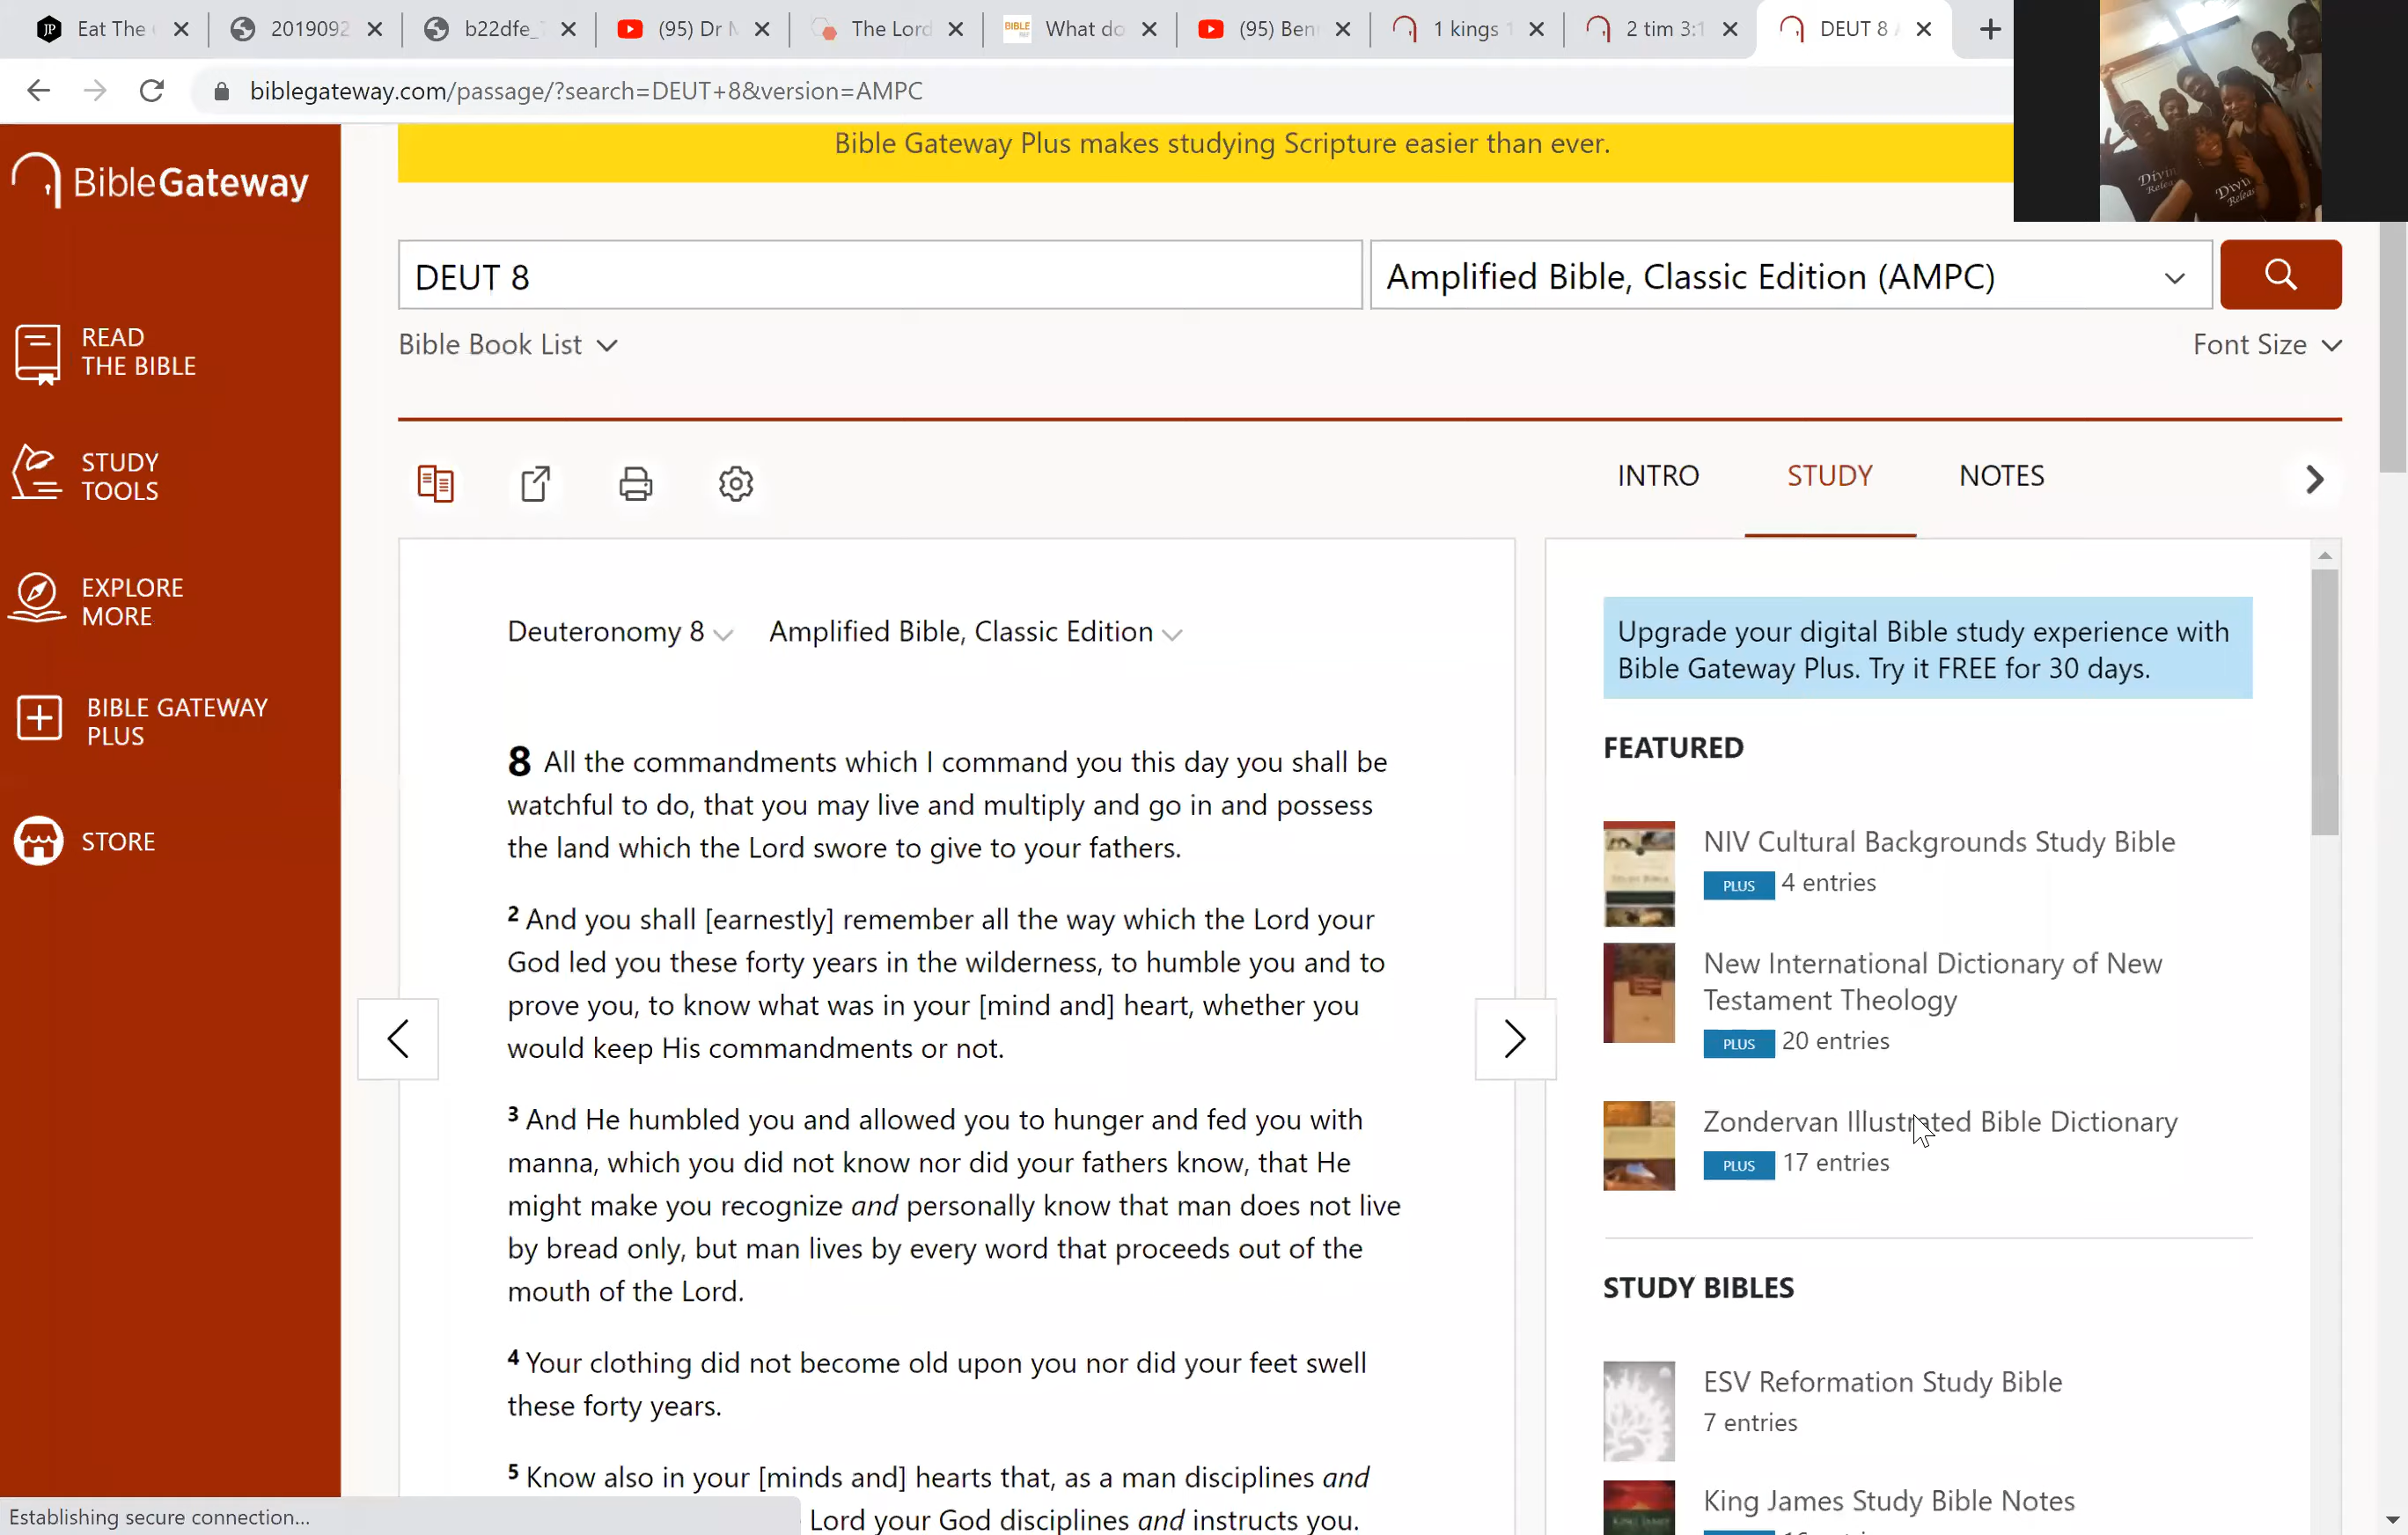 Eat The
2019092
b22dfe_
(95) Dr
The Lord
What do
(95) Ben
1 kings
2 tim 3:1
DEUT 8
biblegateway.com/passage/?search=DEUT+8&version=AMPC
BibleGateway
Bible Gateway Plus makes studying Scripture easier than ever.
DEUT 8
Amplified Bible, Classic Edition (AMPC)
Bible Book List
Font Size
READ
THE BIBLE
STUDY
TOOLS
EXPLORE
MORE
BIBLE GATEWAY
PLUS
STORE
INTRO
STUDY
NOTES
Deuteronomy 8
Amplified Bible, Classic Edition
8 All the commandments which I command you this day you shall be
watchful to do, that you may live and multiply and go in and possess
the land which the Lord swore to give to your fathers.
2 And you shall [earnestly] remember all the way which the Lord your
God led you these forty years in the wilderness, to humble you and to
prove you, to know what was in your [mind and] heart, whether you
would keep His commandments or not.
3 And He humbled you and allowed you to hunger and fed you with
manna, which you did not know nor did your fathers know, that He
might make you recognize and personally know that man does not live
by bread only, but man lives by every word that proceeds out of the
mouth of the Lord.
4 Your clothing did not become old upon you nor did your feet swell
these forty years.
5 Know also in your [minds and] hearts that, as a man disciplines and
Lord your God disciplines and instructs you.
Upgrade your digital Bible study experience with
Bible Gateway Plus. Try it FREE for 30 days.
FEATURED
NIV Cultural Backgrounds Study Bible
PLUS 4 entries
New International Dictionary of New
Testament Theology
PLUS 20 entries
Zondervan Illustrated Bible Dictionary
PLUS 17 entries
STUDY BIBLES
ESV Reformation Study Bible
7 entries
King James Study Bible Notes
Establishing secure connection...